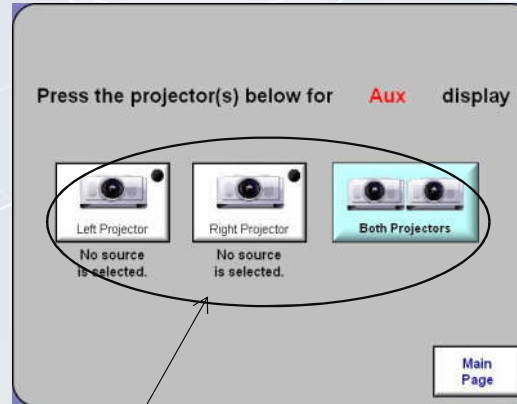 Press the projector(s) below for Aux display
Left Projector
Right Projector
Both Projectors
No source
is selected.
No source
is selected.
Main
Page